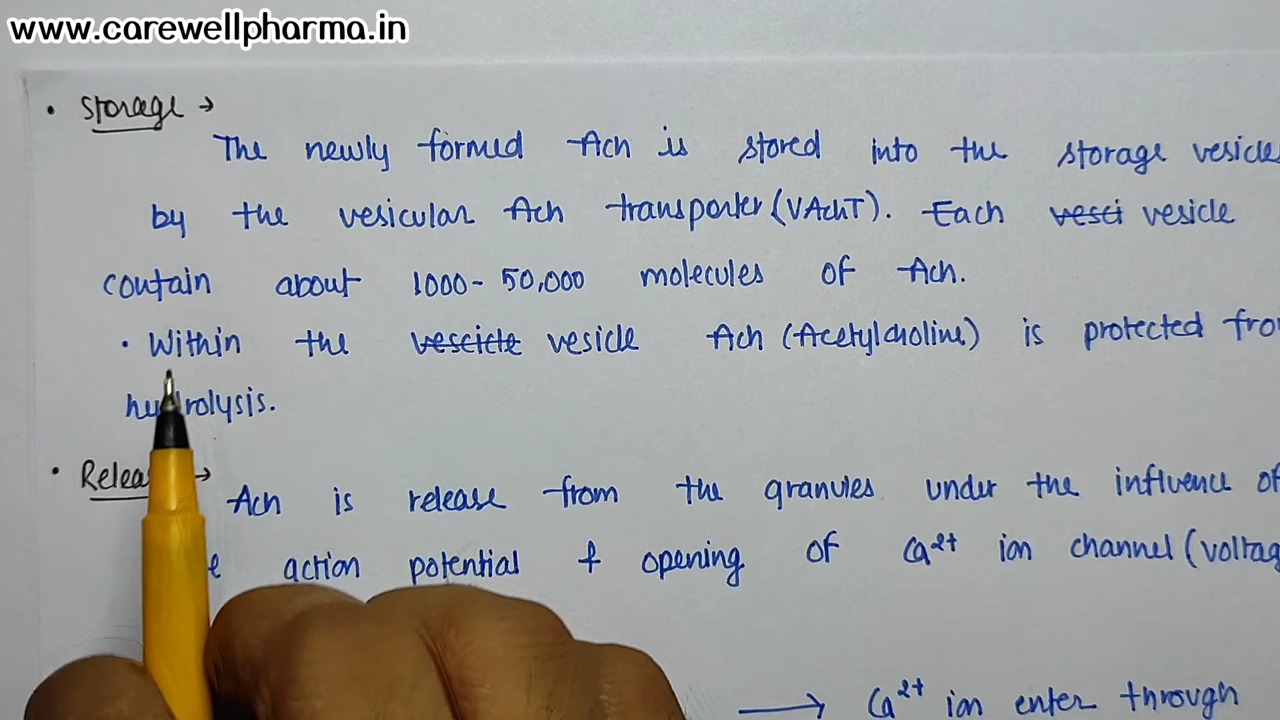 www.carewellpharma.in
• Storage →
The newly formed Ach is stored into the storage vesicle
by the vesicular Ach transporter (VAchT). Each vesci vesicle
contain about 1000- 50,000 molecules of Ach.
• Within the vescicle vesicle Ach (Acetylcholine) is protected from
hydrolysis.
• Release →
Ach is release from the granules under the influence of
action potential & opening of Ca2+ ion channel (voltag
→ Ca2+ ion enter through